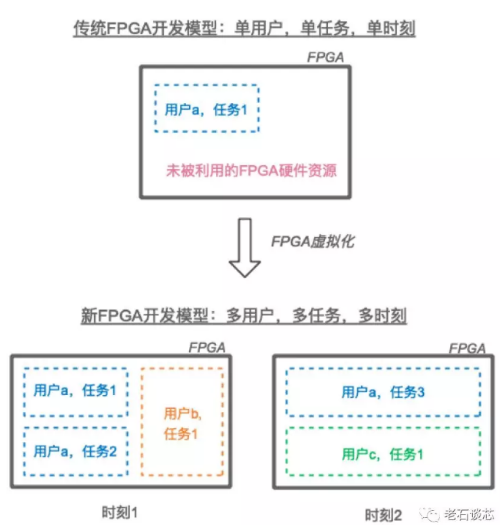 传统FPGA开发模型：单用户，单任务，单时刻
FPGA
用户a，任务1
未被利用的FPGA硬件资源
FPGA虚拟化
新FPGA开发模型：多用户，多任务，多时刻
FPGA
用户a，任务1
用户a，任务2
用户b，
任务1
时刻1
FPGA
用户a，任务3
用户c，任务1
时刻2
老石谈芯